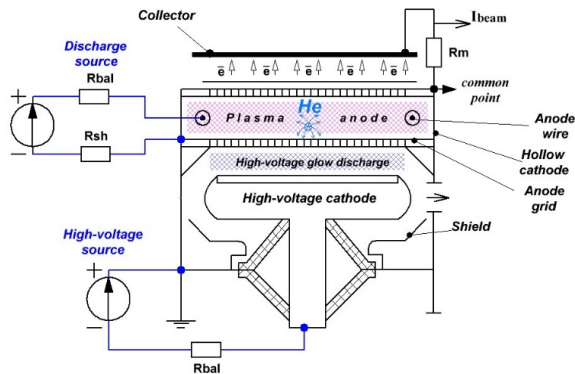 Collector
I beam
Discharge
source
Rm
ē ē ē ē ē
Rbal
+
common
point
He
Plasma anode
Anode
wire
Rsh
−
Hollow
cathode
High-voltage glow discharge
Anode
grid
High-voltage cathode
High-voltage
source
Shield
+
−
Rbal